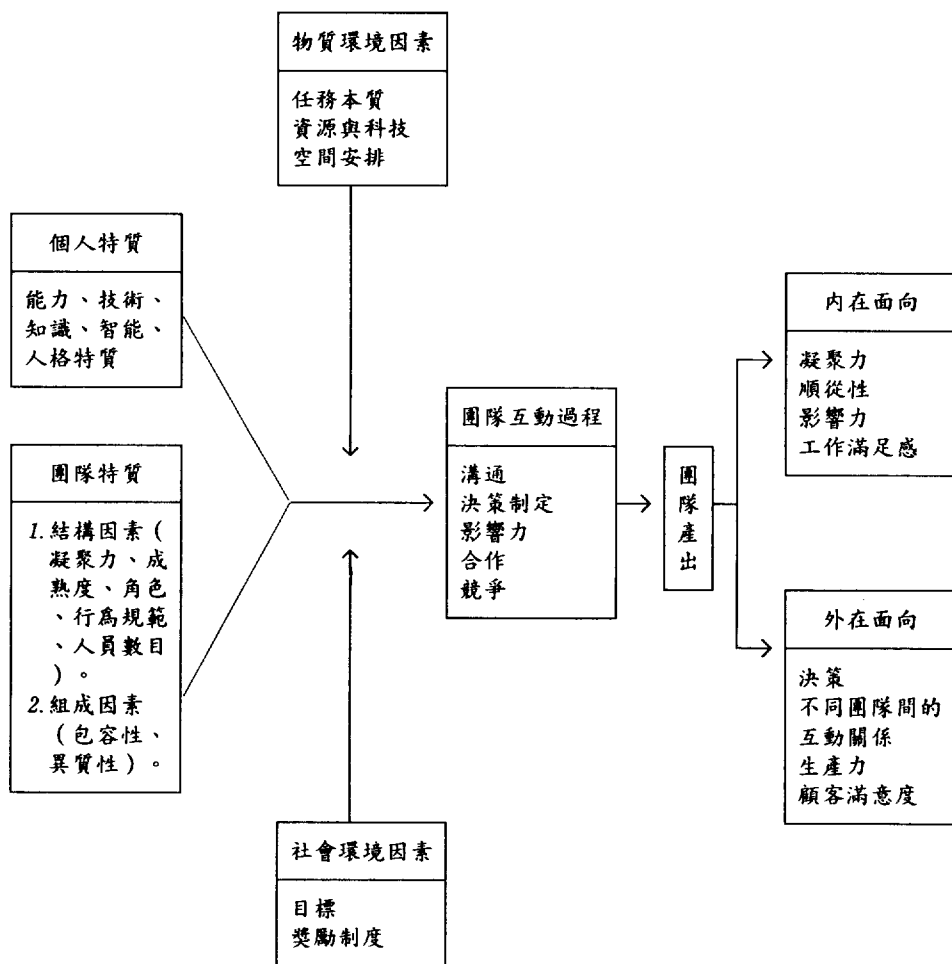 物質環境因素
任務本質
資源與科技
空間安排
個人特質
能力、技術、
知識、智能、
人格特質
團隊特質
1.結構因素(
凝聚力、成
熟度、角色
、行為規範
、人員數目
)。
2.組成因素
(包容性、
異質性)。
社會環境因素
目標
獎勵制度
團隊互動過程
溝通
決策制定
影響力
合作
競爭
團
隊
產
出
內在面向
凝聚力
順從性
影響力
工作滿足感
外在面向
決策
不同團隊間的
互動關係
生產力
顧客滿意度